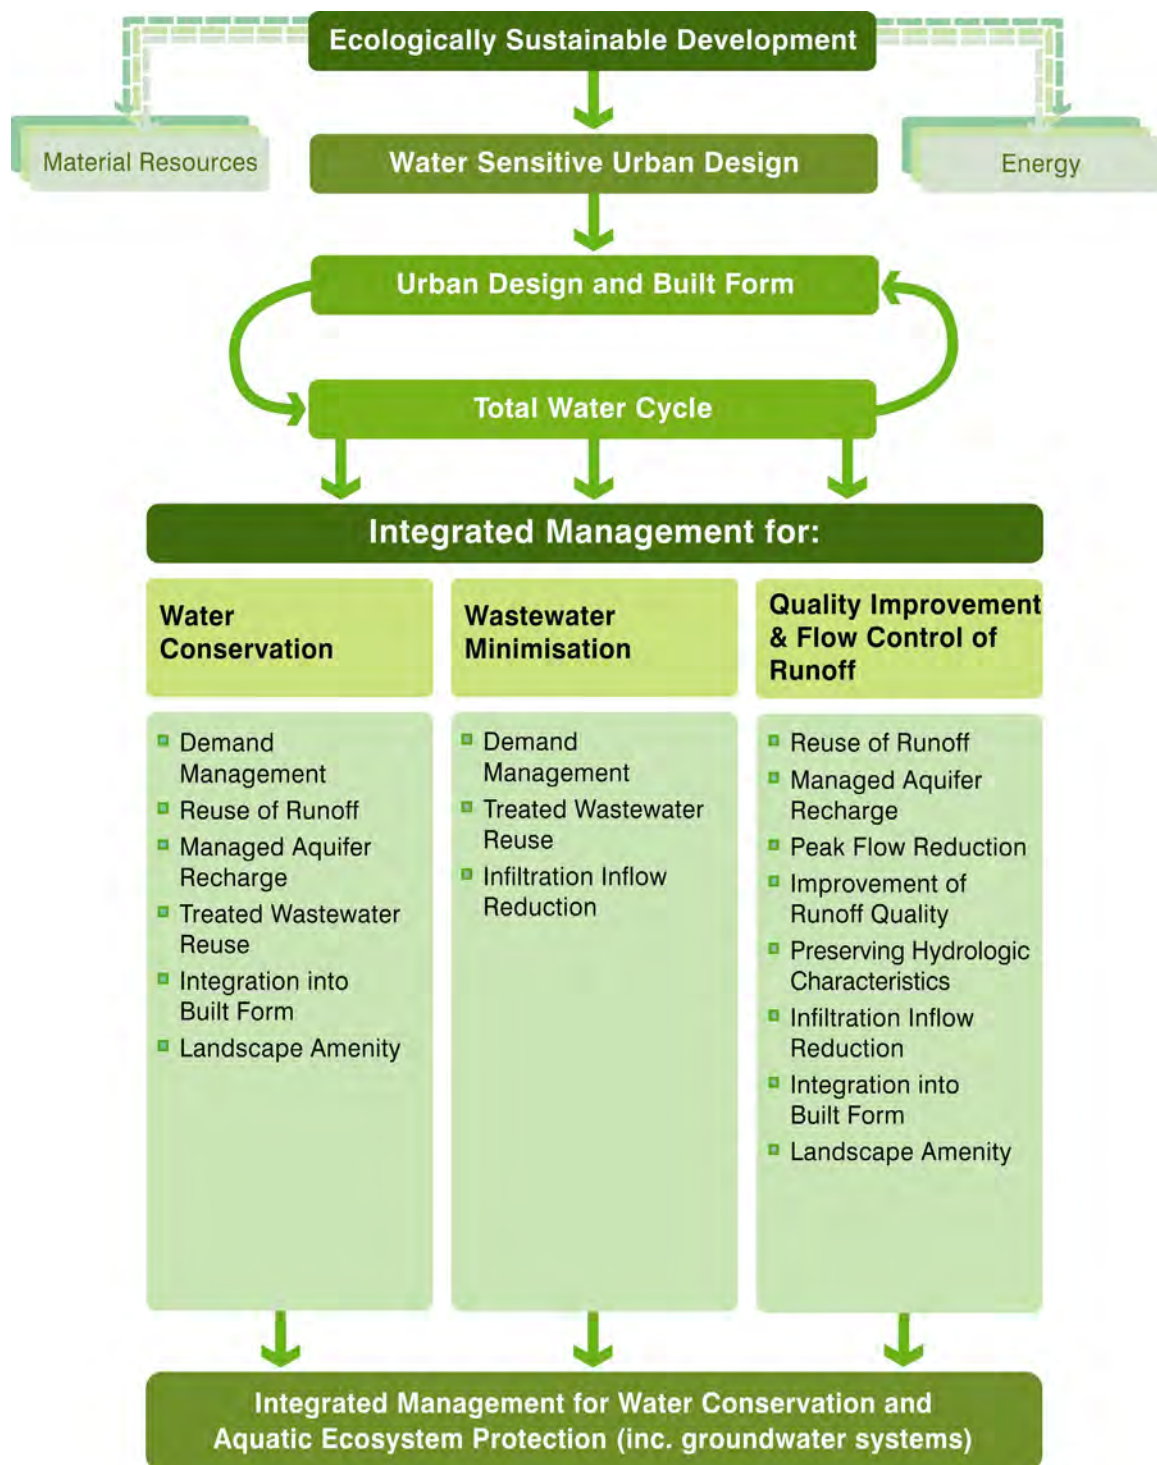 Ecologically Sustainable Development
Material Resources
Water Sensitive Urban Design
Energy
Urban Design and Built Form
Total Water Cycle
Integrated Management for:
Water
Conservation
Demand
Management
Reuse of Runoff
Managed Aquifer
Recharge
Treated Wastewater
Reuse
Integration into
Built Form
Landscape Amenity
Wastewater
Minimisation
Demand
Management
Treated Wastewater
Reuse
Infiltration Inflow
Reduction
Quality Improvement
& Flow Control of
Runoff
Reuse of Runoff
Managed Aquifer
Recharge
Peak Flow Reduction
Improvement of
Runoff Quality
Preserving Hydrologic
Characteristics
Infiltration Inflow
Reduction
Integration into
Built Form
Landscape Amenity
Integrated Management for Water Conservation and
Aquatic Ecosystem Protection (inc. groundwater systems)